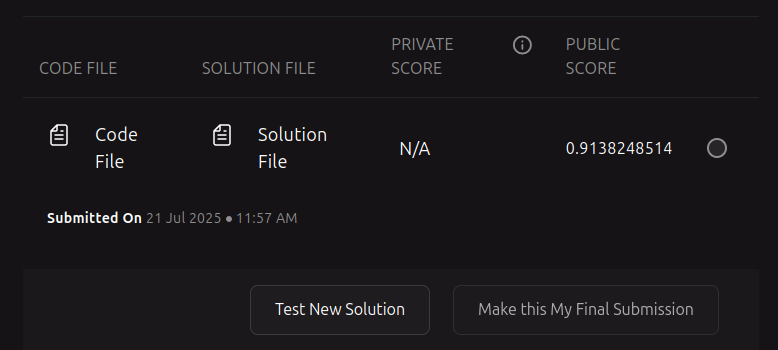 CODE FILE
SOLUTION FILE
PRIVATE
SCORE
PUBLIC
SCORE
Code
File
Solution
File
N/A
0.9138248514
Submitted On 21 Jul 2025 ● 11:57 AM
Test New Solution
Make this My Final Submission